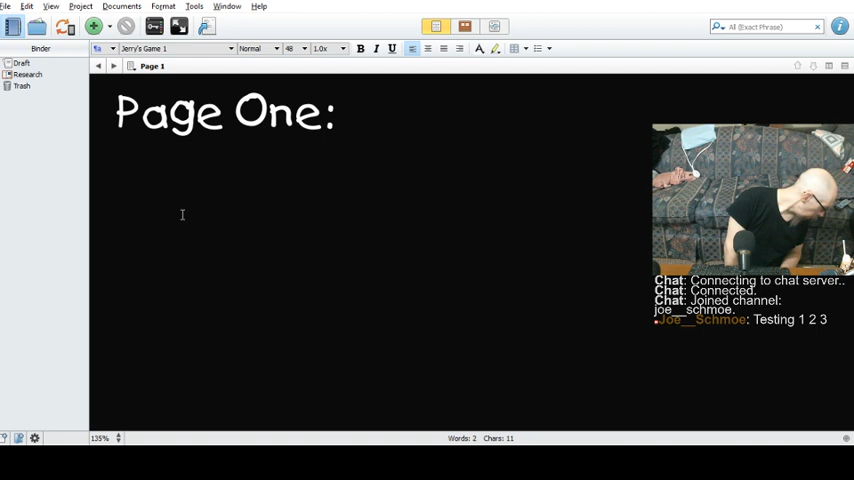 File Edit View Project Documents Format Tools Window Help
All (Exact Phrase)
Binder
¶a Jerry's Game 1 Normal 48 1.0x B I U A
Draft
Research
Trash
Page 1
Page One:
Chat: Connecting to chat server..
Chat: Connected.
Chat: Joined channel:
joe__schmoe.
Joe__Schmoe: Testing 1 2 3
135% Words: 2 Chars: 11